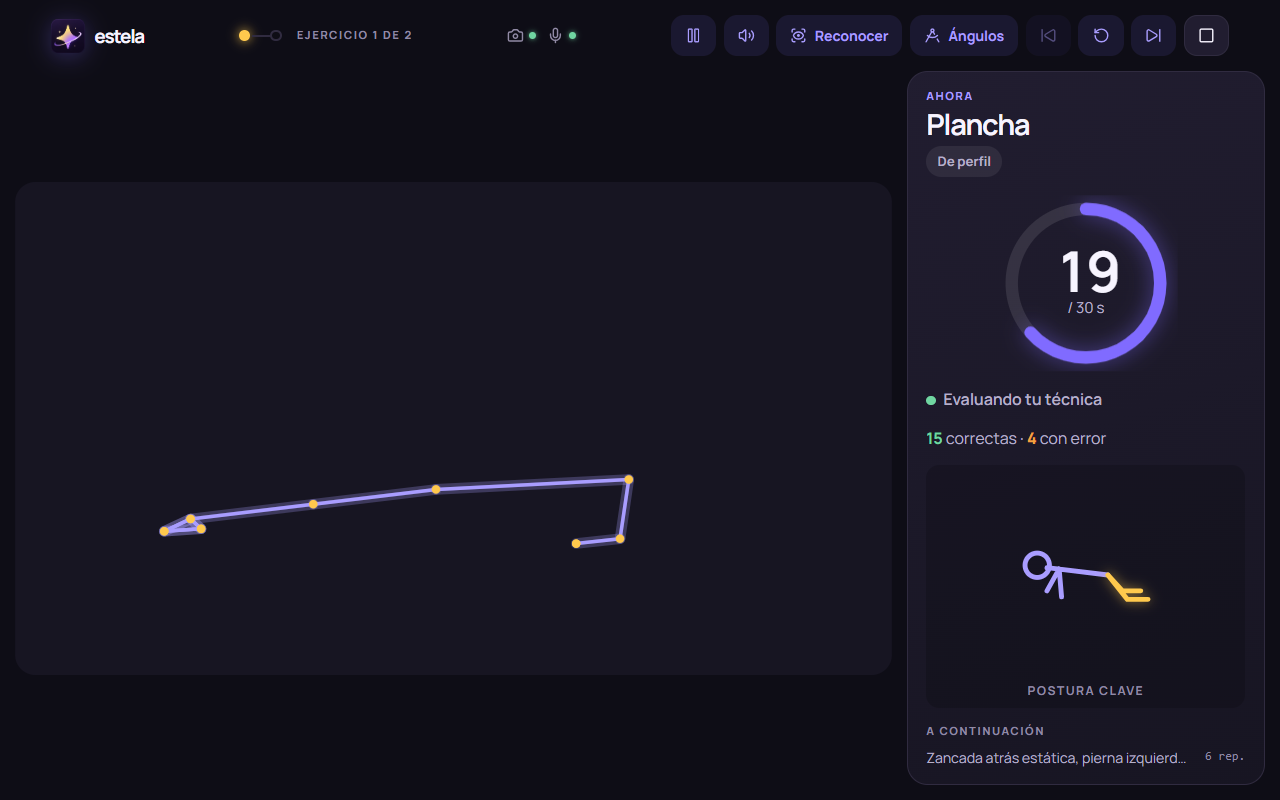 estela
EJERCICIO 1 DE 2
Reconocer
Ángulos
AHORA
Plancha
De perfil
19
/ 30 s
Evaluando tu técnica
15 correctas · 4 con error
POSTURA CLAVE
A CONTINUACIÓN
Zancada atrás estática, pierna izquierd… 6 rep.